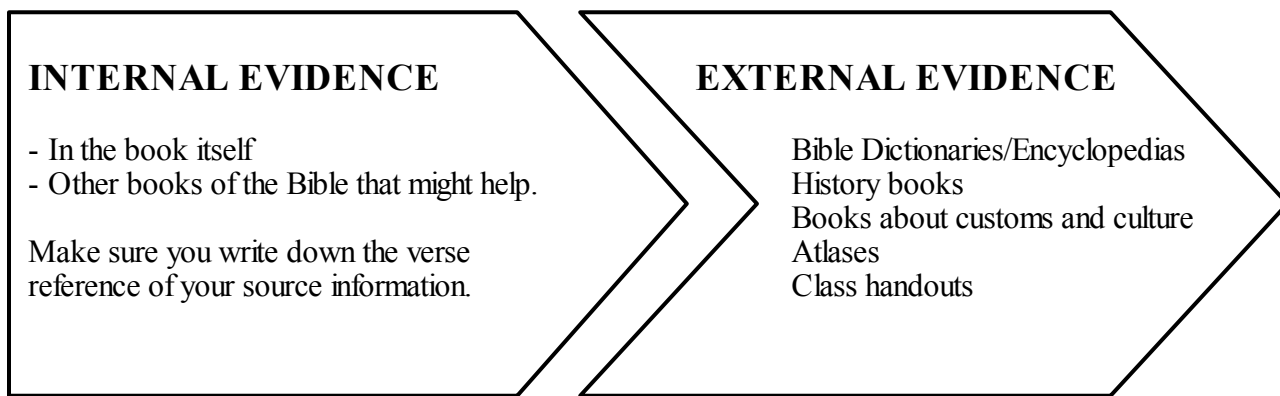 INTERNAL EVIDENCE
- In the book itself
- Other books of the Bible that might help.
Make sure you write down the verse
reference of your source information.
EXTERNAL EVIDENCE
Bible Dictionaries/Encyclopedias
History books
Books about customs and culture
Atlases
Class handouts